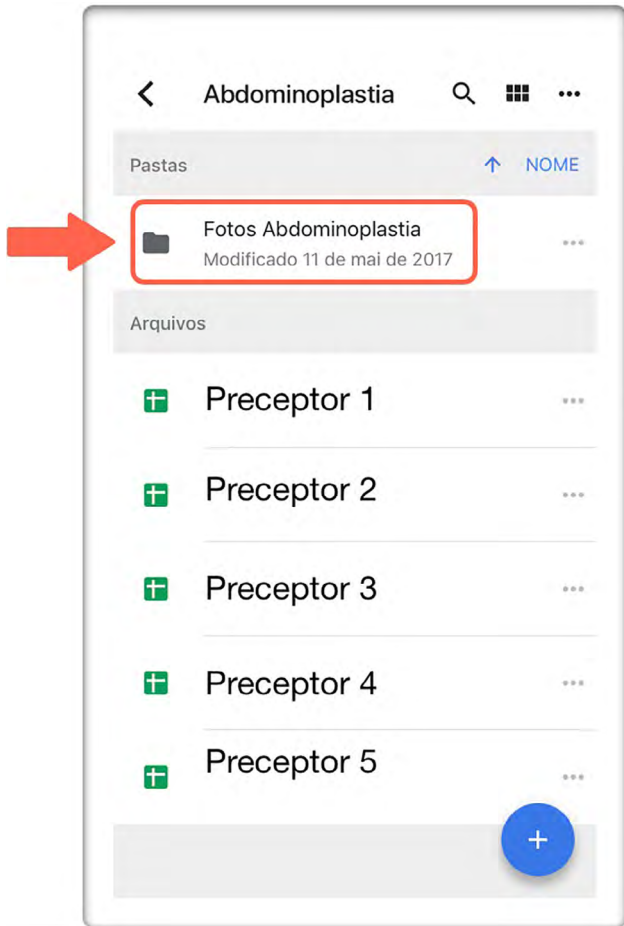 Abdominoplastia
Pastas
NOME
Fotos Abdominoplastia
Modificado 11 de mai de 2017
Arquivos
Preceptor 1
Preceptor 2
Preceptor 3
Preceptor 4
Preceptor 5